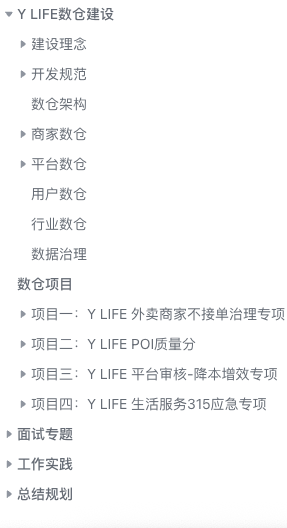 Y LIFE数仓建设
建设理念
开发规范
数仓架构
商家数仓
平台数仓
用户数仓
行业数仓
数据治理
数仓项目
项目一：Y LIFE 外卖商家不接单治理专项
项目二：Y LIFE POI质量分
项目三：Y LIFE 平台审核-降本增效专项
项目四：Y LIFE 生活服务315应急专项
面试专题
工作实践
总结规划